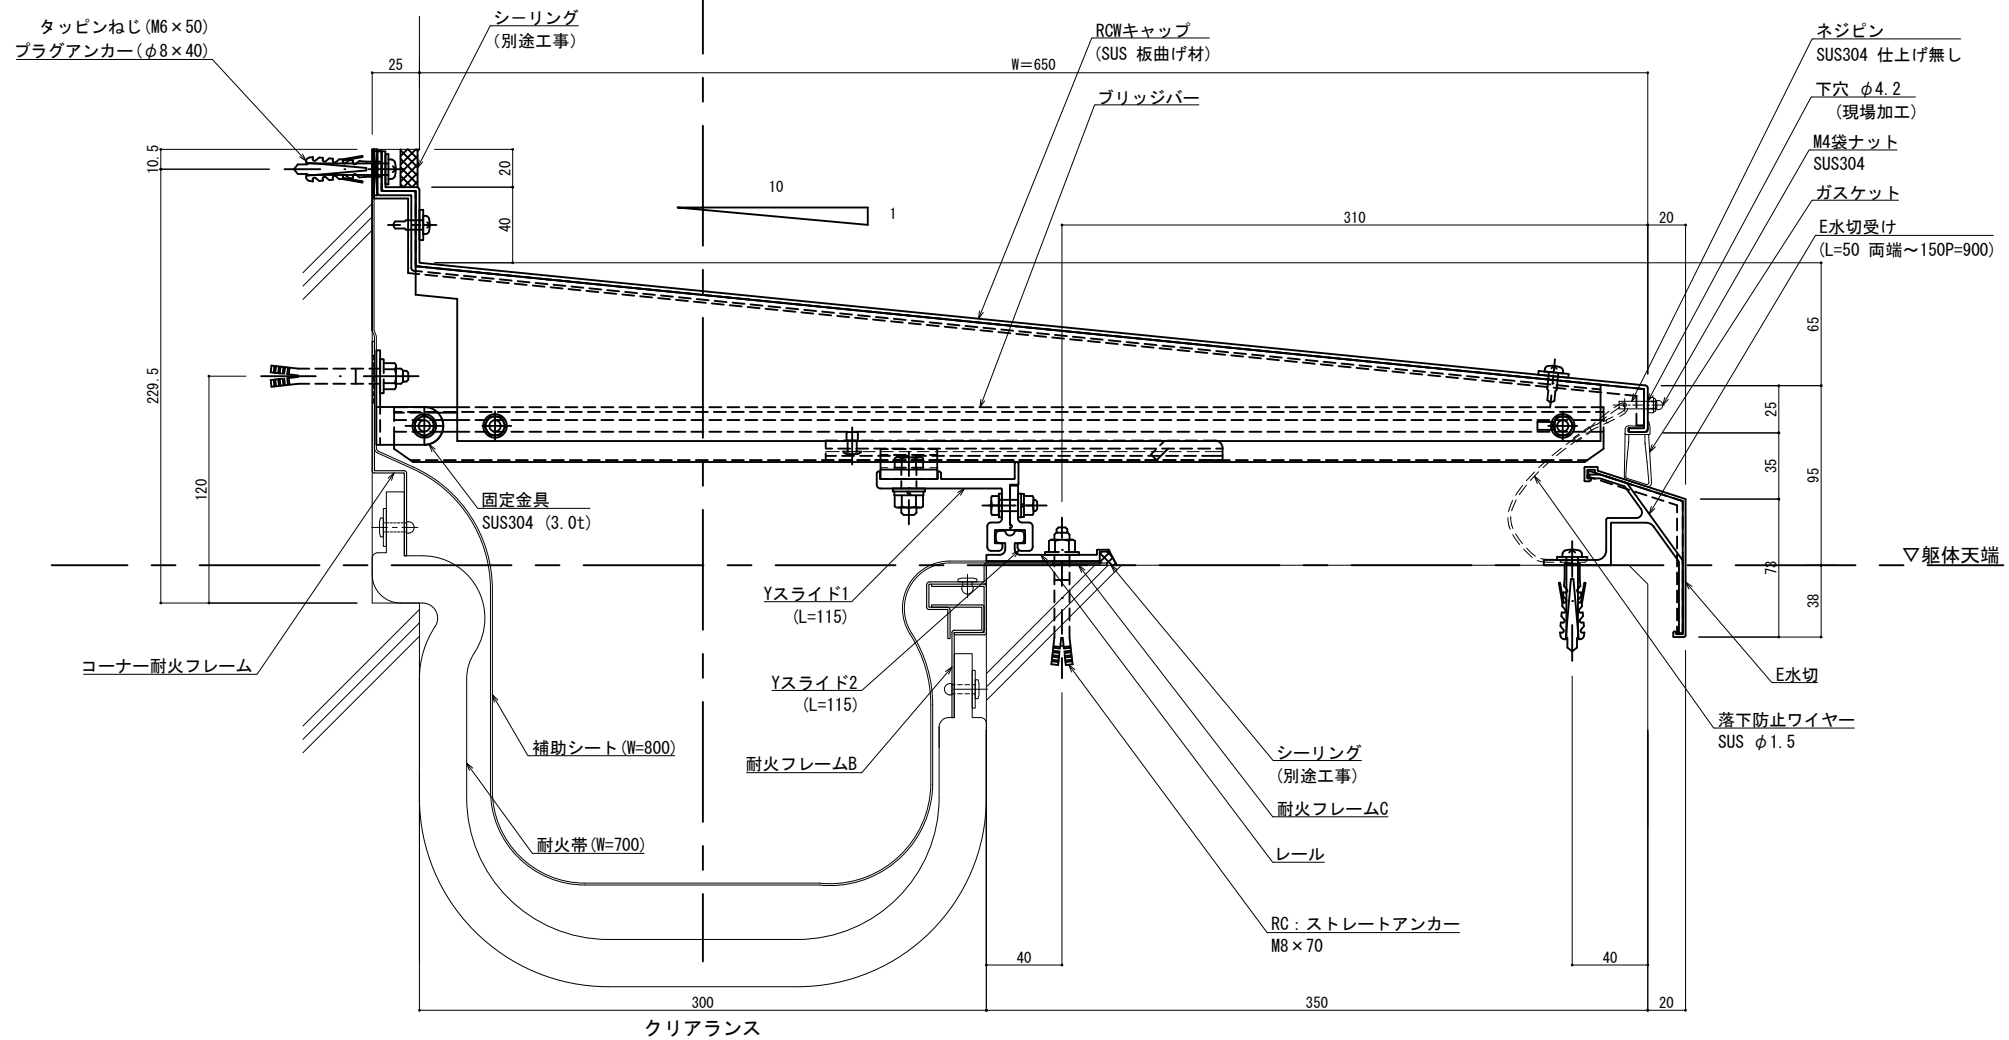 タッピンねじ(M6×50)
プラグアンカー(φ8×40)
シーリング
(別途工事)
RCWキャップ
(SUS 板曲げ材)
ブリッジバー
ネジピン
SUS304 仕上げ無し
下穴 φ4.2
(現場加工)
M4袋ナット
SUS304
ガスケット
E水切受け
(L=50 両端～150P=900)
25
W=650
10.5
20
40
10
1
310
20
65
229.5
120
25
35
95
73
38
固定金具
SUS304 (3.0t)
▽躯体天端
Yスライド1
(L=115)
コーナー耐火フレーム
Yスライド2
(L=115)
E水切
落下防止ワイヤー
SUS φ1.5
補助シート(W=800)
耐火フレームB
シーリング
(別途工事)
耐火フレームC
耐火帯(W=700)
レール
RC：ストレートアンカー
M8×70
40
40
300
350
20
クリアランス